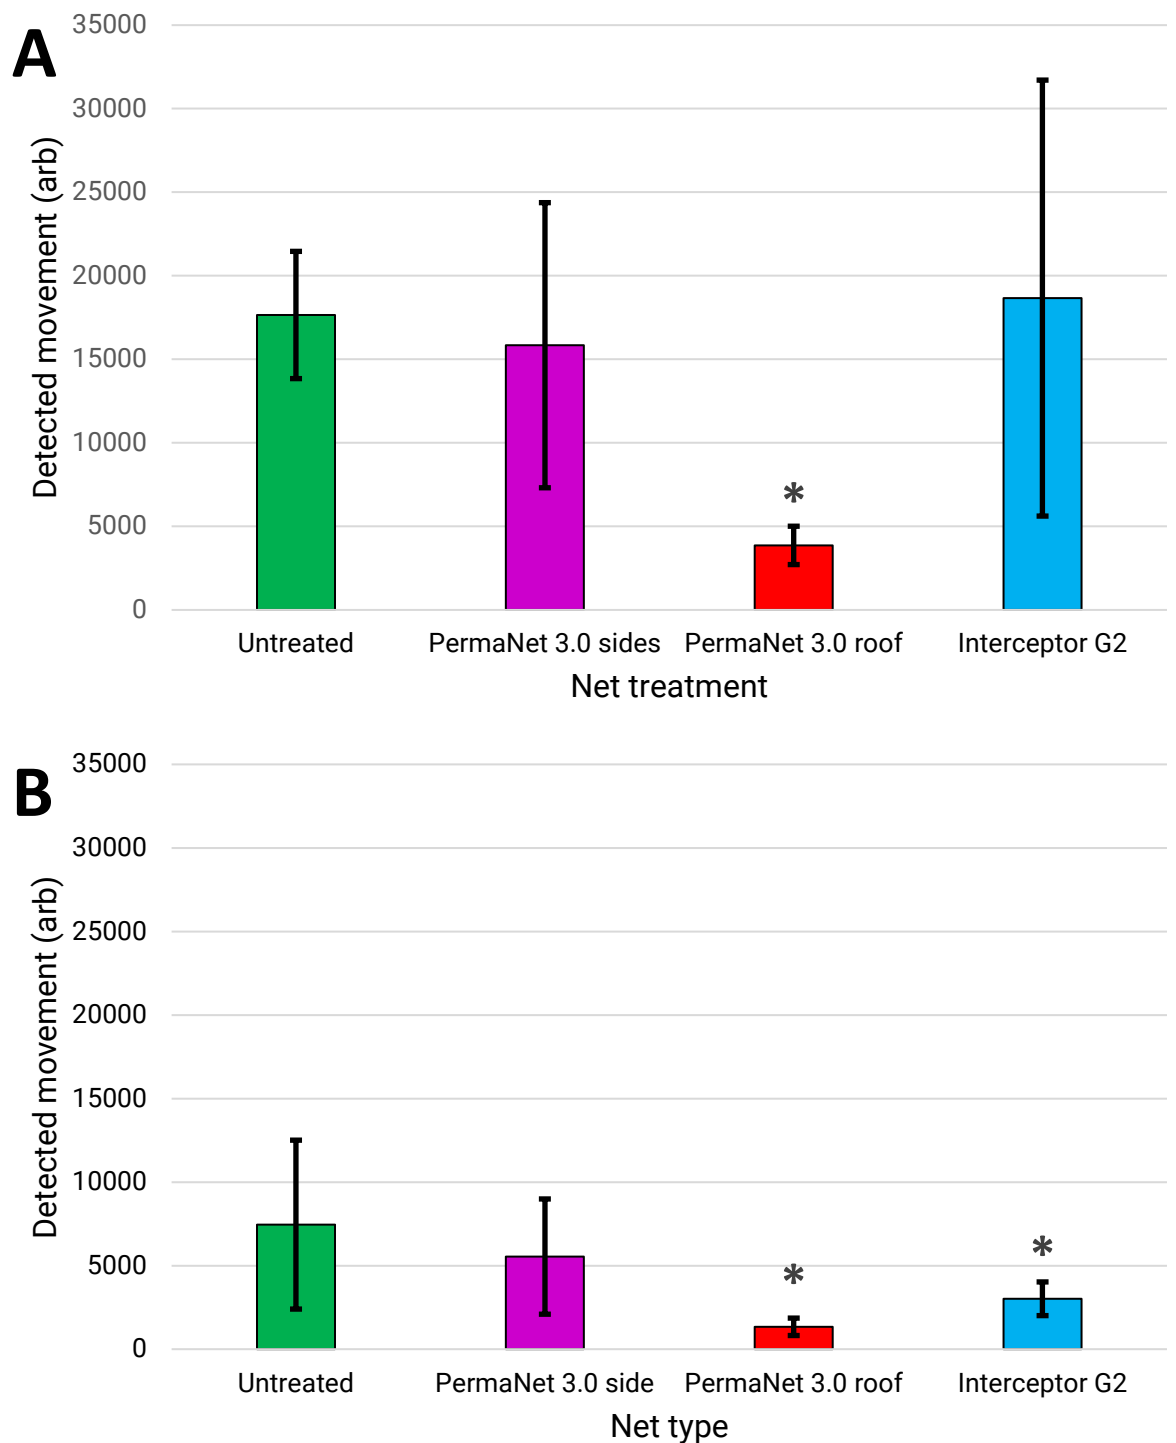 A
35000
30000
25000
20000
15000
10000
5000
0
Detected movement (arb)
*
Untreated PermaNet 3.0 sides PermaNet 3.0 roof Interceptor G2
Net treatment
B
35000
30000
25000
20000
15000
10000
5000
0
Detected movement (arb)
*
*
Untreated PermaNet 3.0 side PermaNet 3.0 roof Interceptor G2
Net type